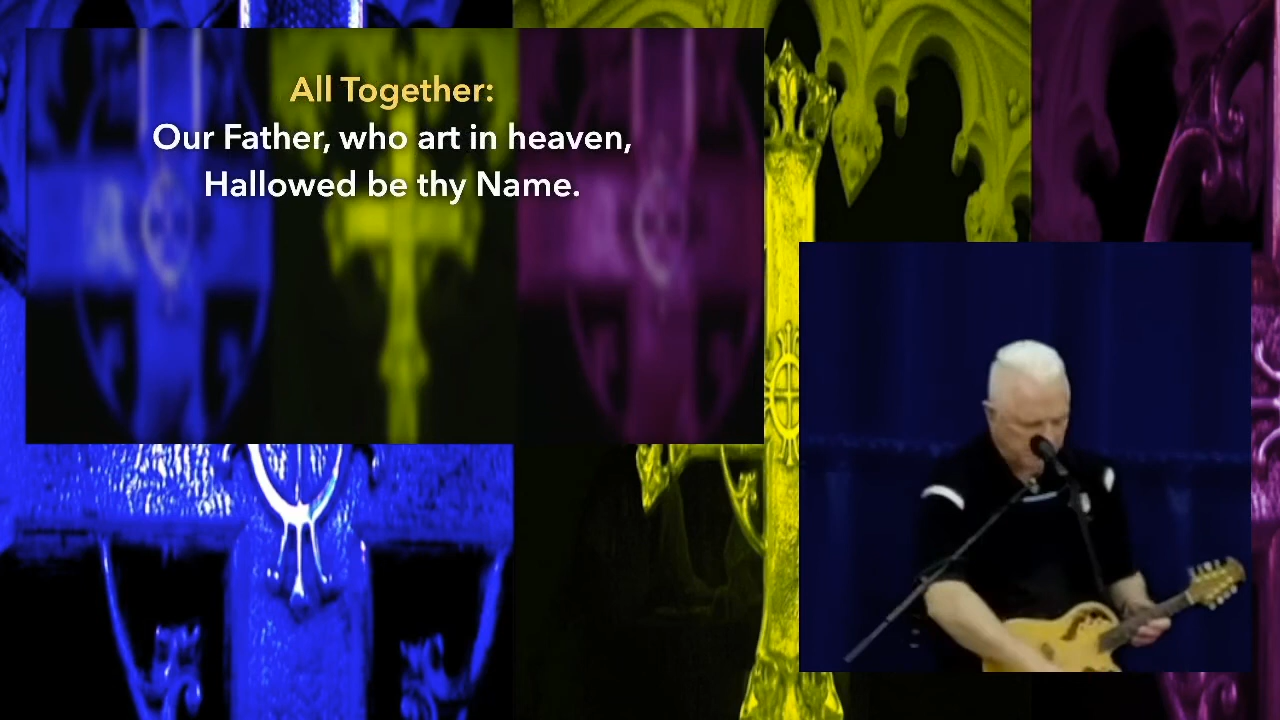 All Together:
Our Father, who art in heaven,
Hallowed be thy Name.